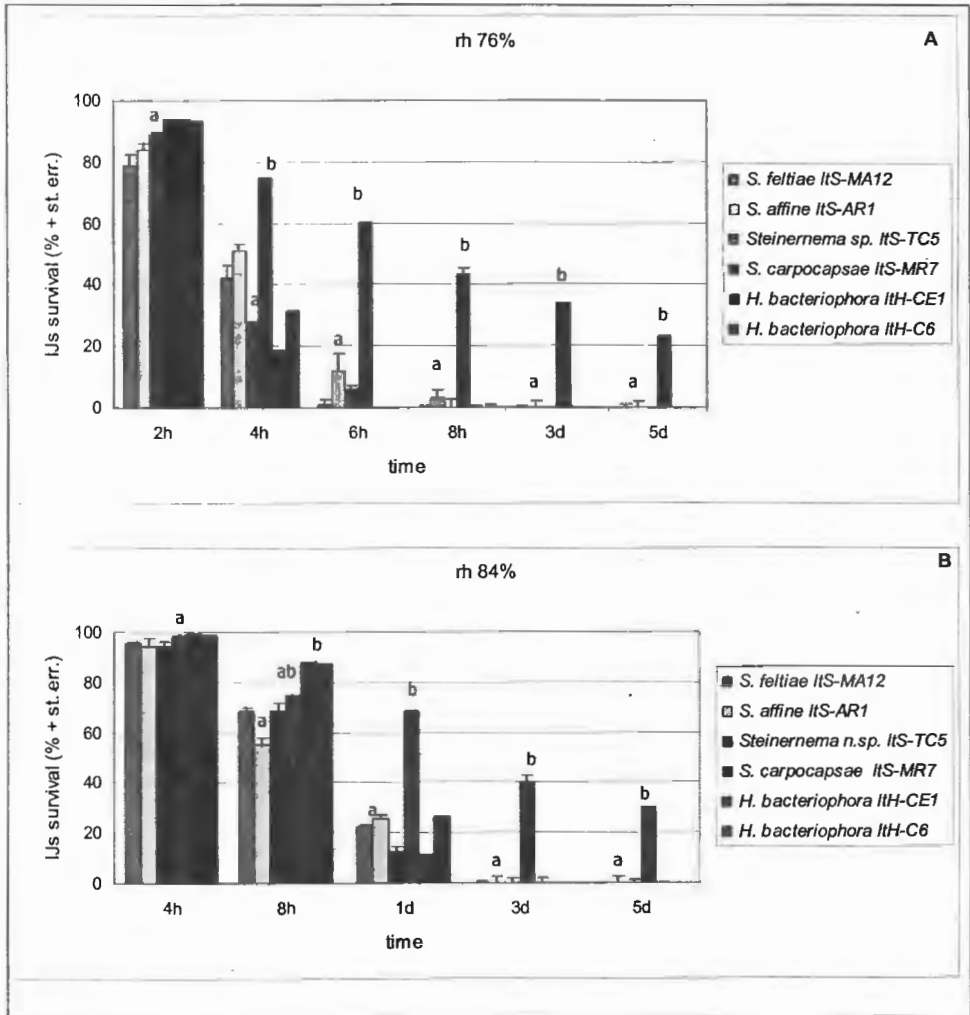 rh 76%
A
IJs survival (% + st. err.)
100
80
60
40
20
0
a
b
a
b
a
b
a
b
a
b
a
2h
4h
6h
8h
3d
5d
time
S. feltiae ItS-MA12
S. affine ItS-AR1
Steinernema sp. ItS-TC5
S. carpocapsae ItS-MR7
H. bacteriophora ItH-CE1
H. bacteriophora ItH-C6
rh 84%
B
IJs survival (% + st. err.)
100
80
60
40
20
0
a
a
ab
b
a
b
a
b
a
b
4h
8h
1d
3d
5d
time
S. feltiae ItS-MA12
S. affine ItS-AR1
Steinernema n.sp. ItS-TC5
S. carpocapsae ItS-MR7
H. bacteriophora ItH-CE1
H. bacteriophora ItH-C6